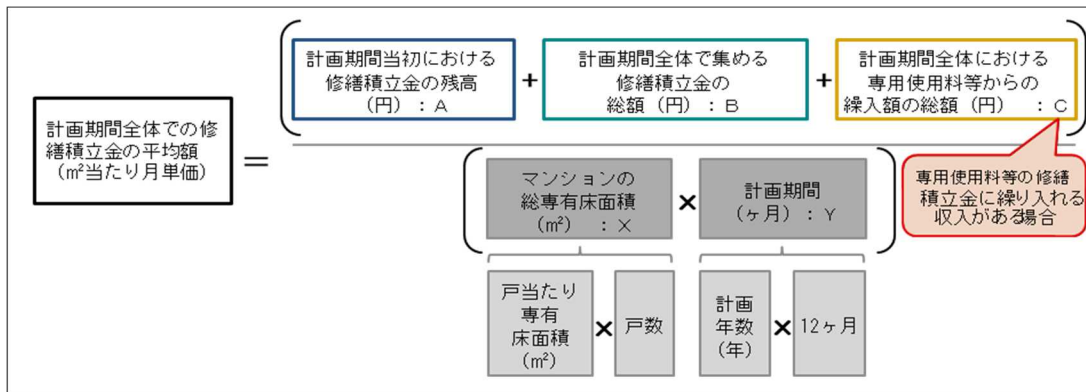 計画期間全体での修
繕積立金の平均額
(m²当たり月単価)
=
計画期間当初における
修繕積立金の残高
(円) : A
+
計画期間全体で集める
修繕積立金の
総額 (円) : B
+
計画期間全体における
専用使用料等からの
繰入額の総額 (円) : C
マンションの
総専有床面積
(m²) : X
×
計画期間
(ヶ月) : Y
専用使用料等の修繕
積立金に繰り入れる
収入がある場合
戸当たり
専有
床面積
(m²)
×
戸数
計画
年数
(年)
×
12ヶ月